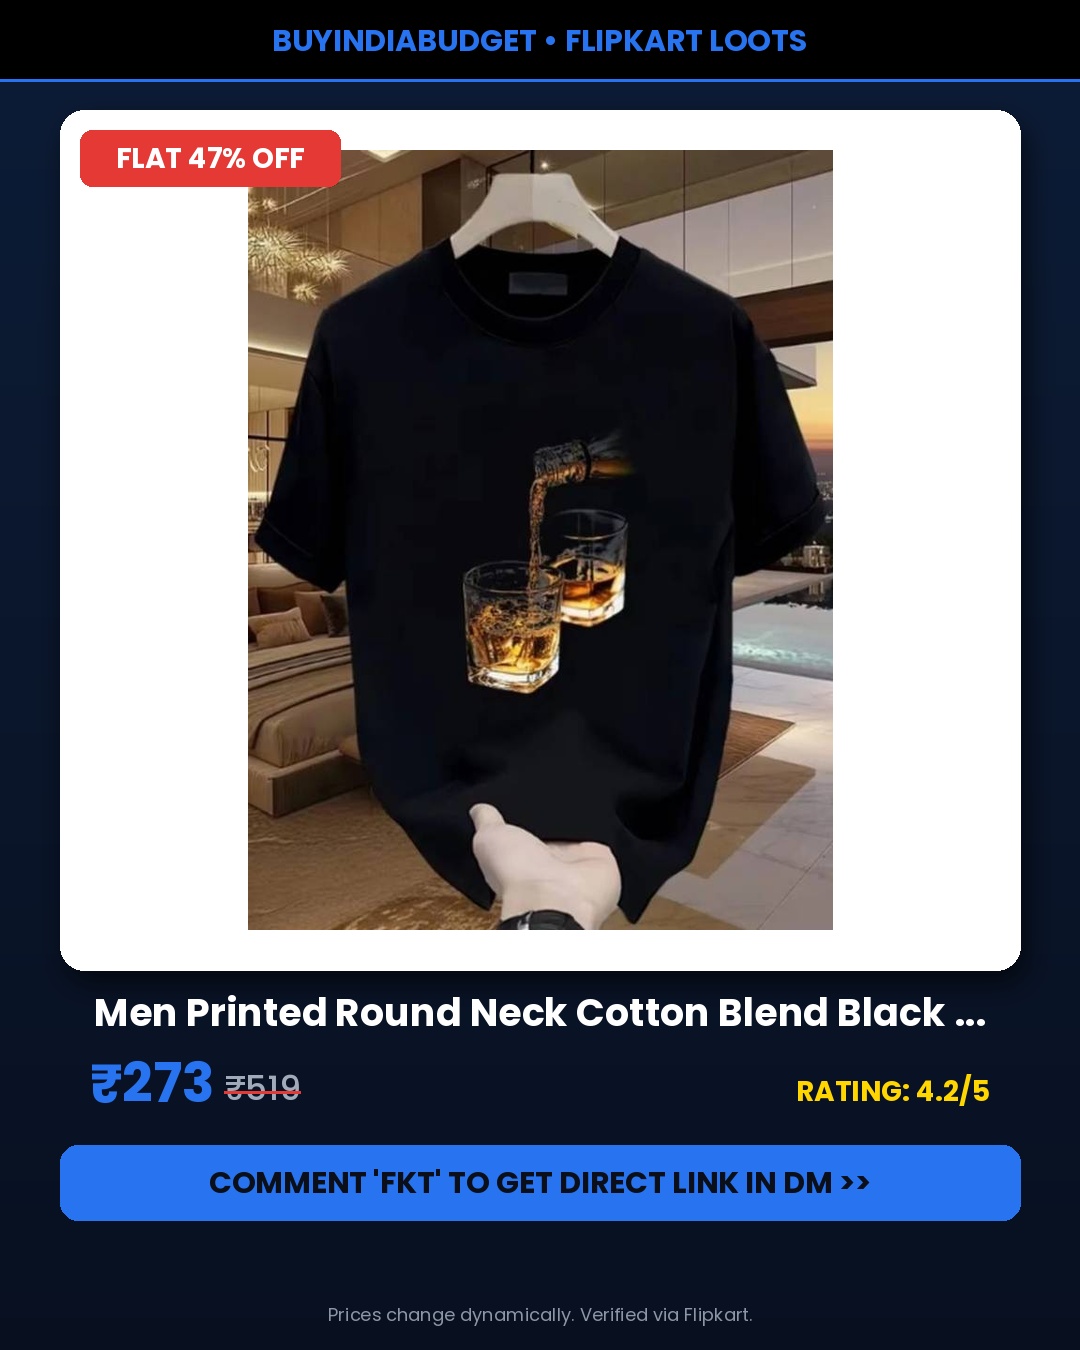 BUYINDIABUDGET • FLIPKART LOOTS
FLAT 47% OFF
Men Printed Round Neck Cotton Blend Black ...
₹273 ₹519
RATING: 4.2/5
COMMENT 'FKT' TO GET DIRECT LINK IN DM >>
Prices change dynamically. Verified via Flipkart.